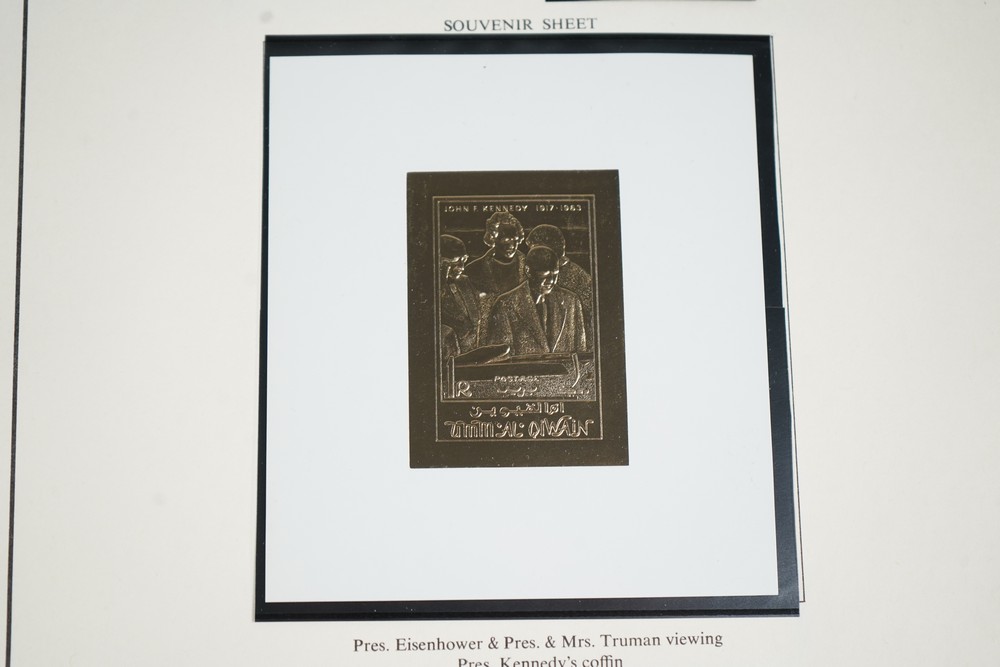 SOUVENIR SHEET
JOHN F. KENNEDY 1917-1963
1R
POSTAGE
ام القيوين
UMM:AL: QIWAIN
Pres. Eisenhower & Pres. & Mrs. Truman viewing
Pres. Kennedy's coffin